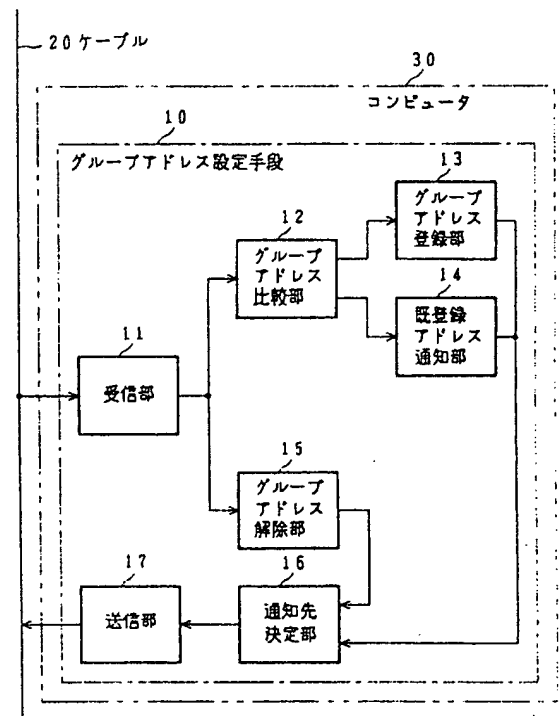 20 ケーブル
30
コンピュータ
10
グループアドレス設定手段
13
グループ
アドレス
登録部
12
グループ
アドレス
比較部
14
既登録
アドレス
通知部
11
受信部
15
グループ
アドレス
解除部
17
送信部
16
通知先
決定部